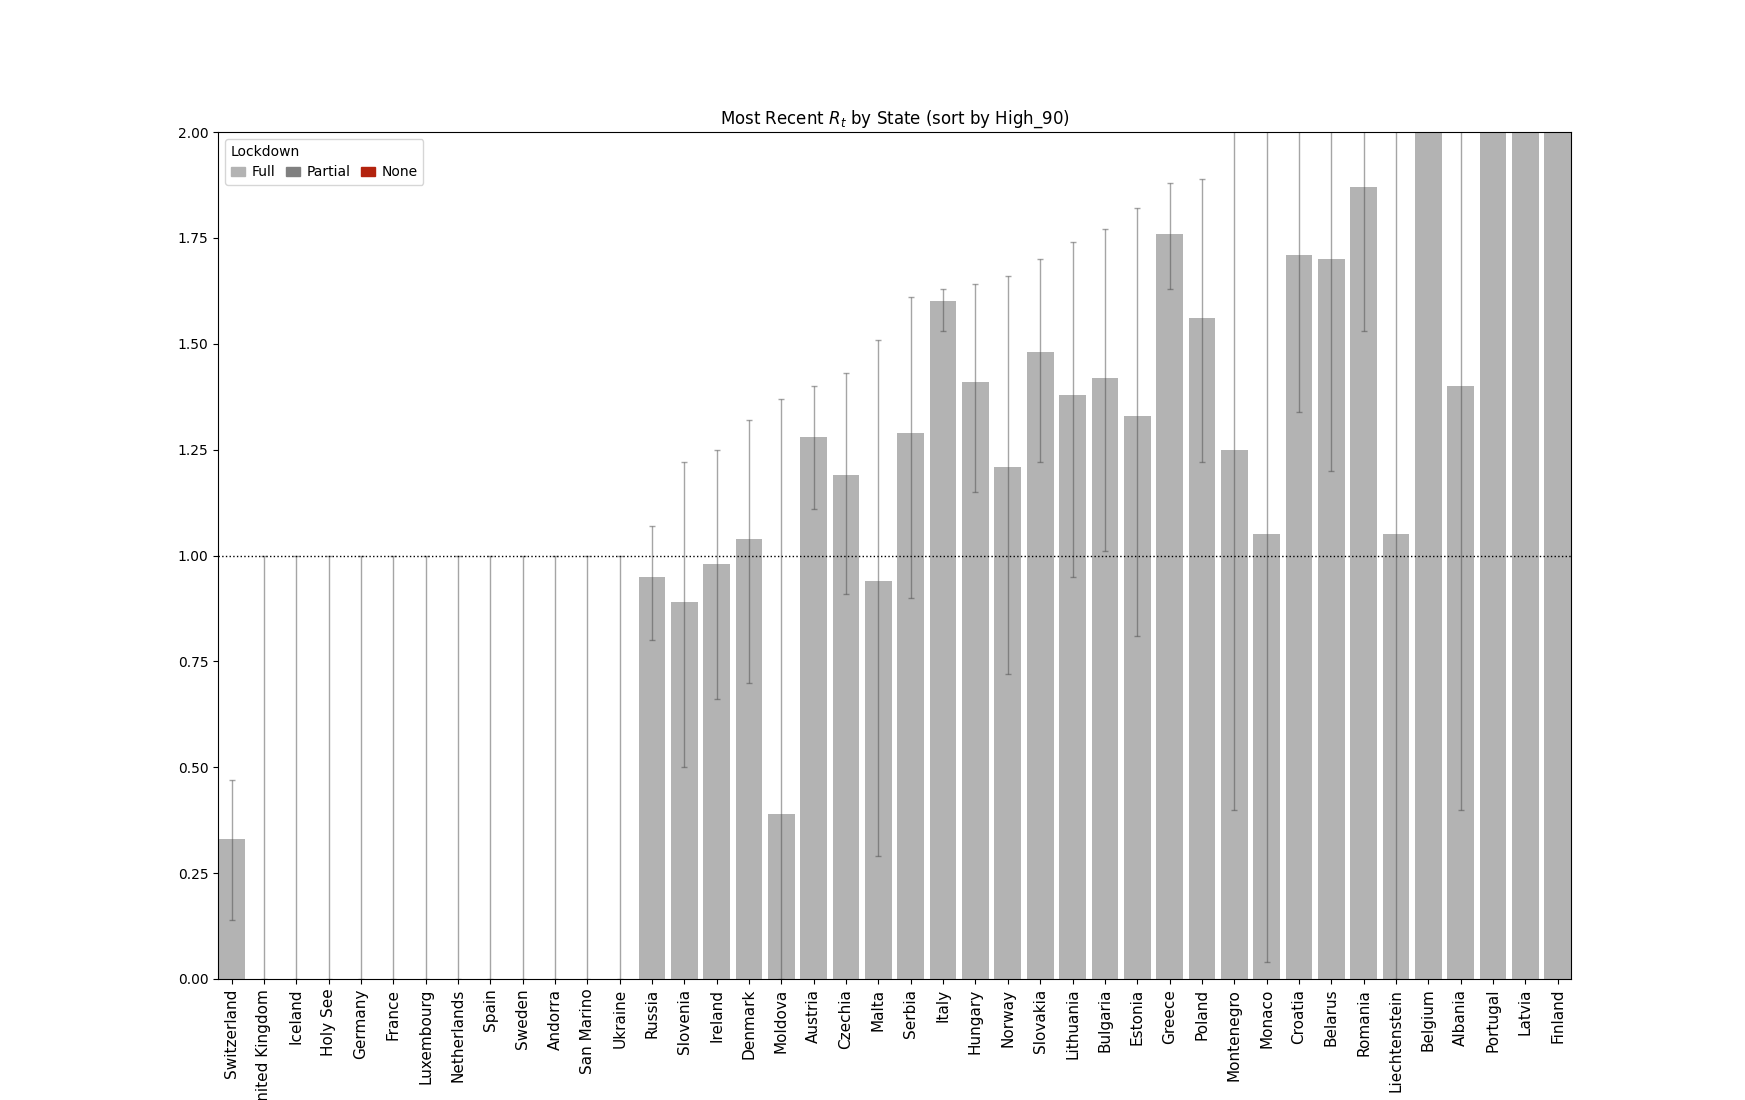 Most Recent R_t by State (sort by High_90)
Lockdown
Full Partial None
2.00
1.75
1.50
1.25
1.00
0.75
0.50
0.25
0.00
Switzerland
nited Kingdom
Iceland
Holy See
Germany
France
Luxembourg
Netherlands
Spain
Sweden
Andorra
San Marino
Ukraine
Russia
Slovenia
Ireland
Denmark
Moldova
Austria
Czechia
Malta
Serbia
Italy
Hungary
Norway
Slovakia
Lithuania
Bulgaria
Estonia
Greece
Poland
Montenegro
Monaco
Croatia
Belarus
Romania
Liechtenstein
Belgium
Albania
Portugal
Latvia
Finland